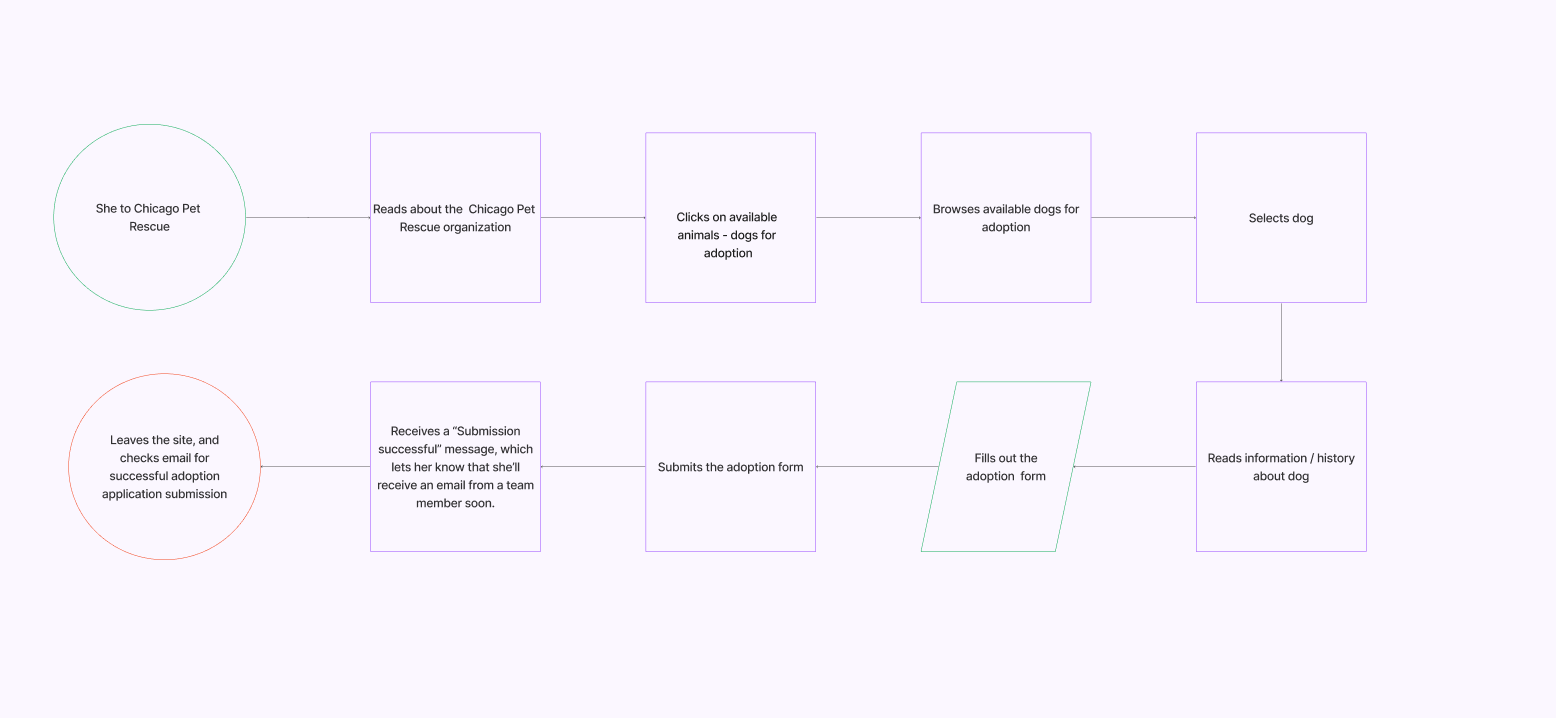 She to Chicago Pet
Rescue
Reads about the  Chicago Pet
Rescue organization
Clicks on available
animals - dogs for
adoption
Browses available dogs for
adoption
Selects dog
Leaves the site, and
checks email for
successful adoption
application submission
Receives a “Submission
successful” message, which
lets her know that she’ll
receive an email from a team
member soon.
Submits the adoption form
Fills out the
adoption  form
Reads information / history
about dog